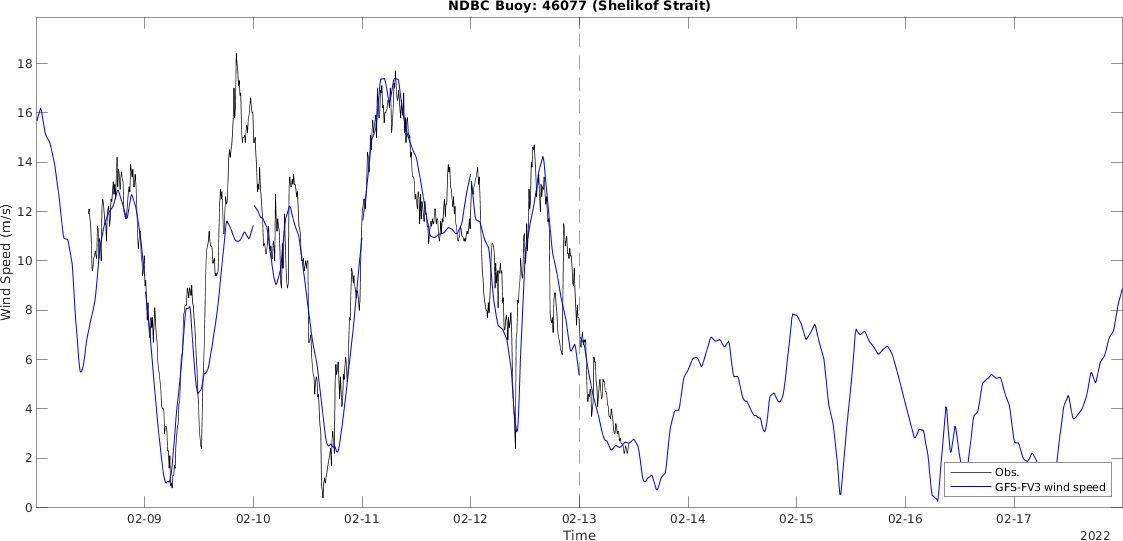 NDBC Buoy: 46077 (Shelikof Strait)
Wind Speed (m/s)
18
16
14
12
10
8
6
4
2
0
02-09 02-10 02-11 02-12 02-13 02-14 02-15 02-16 02-17
Time
2022
Obs.
GFS-FV3 wind speed